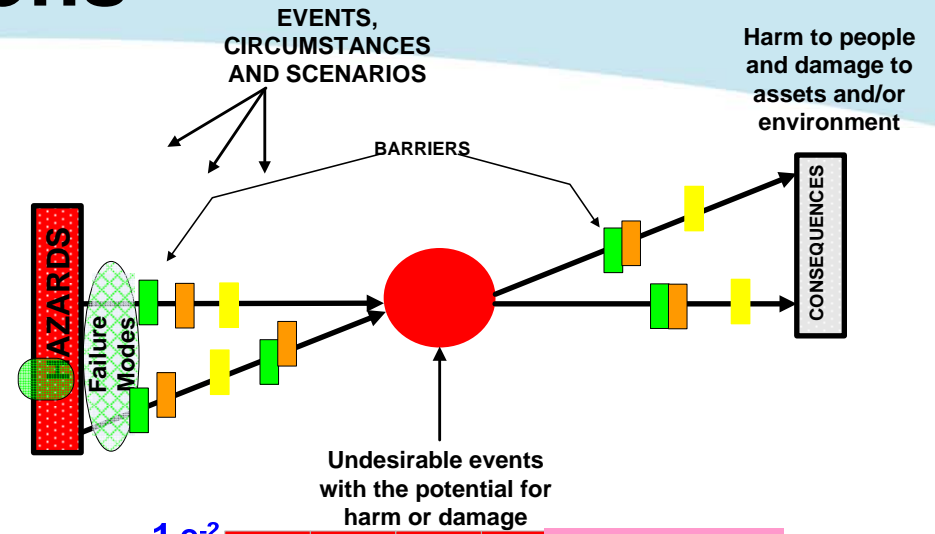 EVENTS,
CIRCUMSTANCES
AND SCENARIOS
Harm to people
and damage to
assets and/or
environment
BARRIERS
HAZARDS
Failure
Modes
CONSEQUENCES
Undesirable events
with the potential for
harm or damage